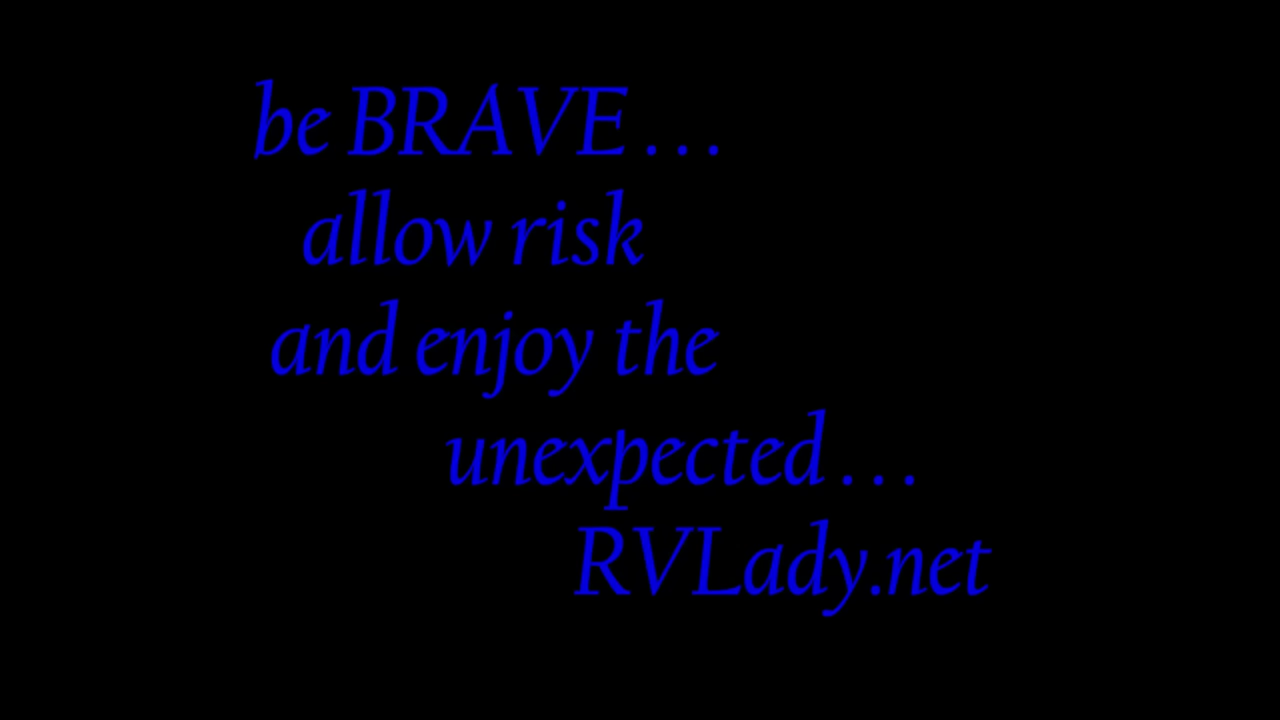 be BRAVE...
allow risk
and enjoy the
unexpected...
RVLady.net